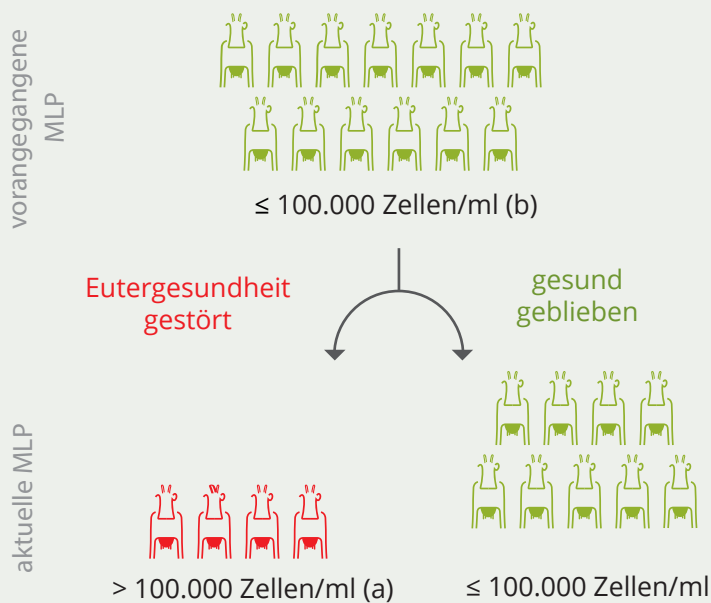 vorangegangene
MLP
≤ 100.000 Zellen/ml (b)
Eutergesundheit
gestört
gesund
geblieben
aktuelle MLP
> 100.000 Zellen/ml (a)
≤ 100.000 Zellen/ml